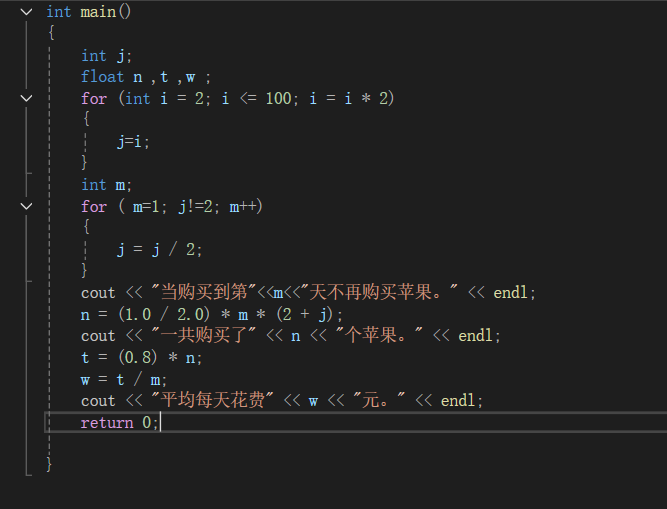 int main()
{
int j;
float n ,t ,w ;
for (int i = 2; i <= 100; i = i * 2)
{
j=i;
}
int m;
for ( m=1; j!=2; m++)
{
j = j / 2;
}
cout << "当购买到第"<<m<<"天不再购买苹果。" << endl;
n = (1.0 / 2.0) * m * (2 + j);
cout << "一共购买了" << n << "个苹果。" << endl;
t = (0.8) * n;
w = t / m;
cout << "平均每天花费" << w << "元。" << endl;
return 0;
}